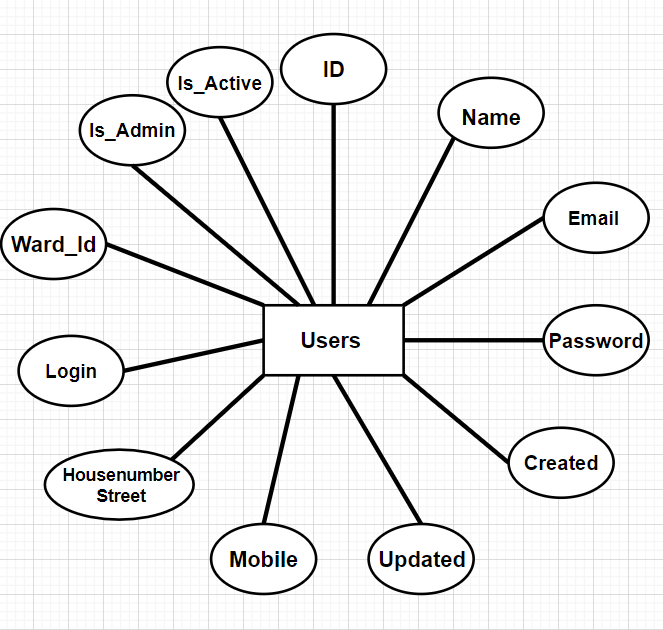 ID
Is_Active
Name
Is_Admin
Email
Ward_Id
Users
Password
Login
Created
Housenumber
Street
Mobile
Updated